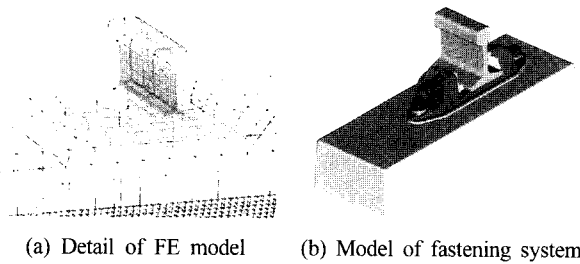 (a) Detail of FE model
(b) Model of fastening system